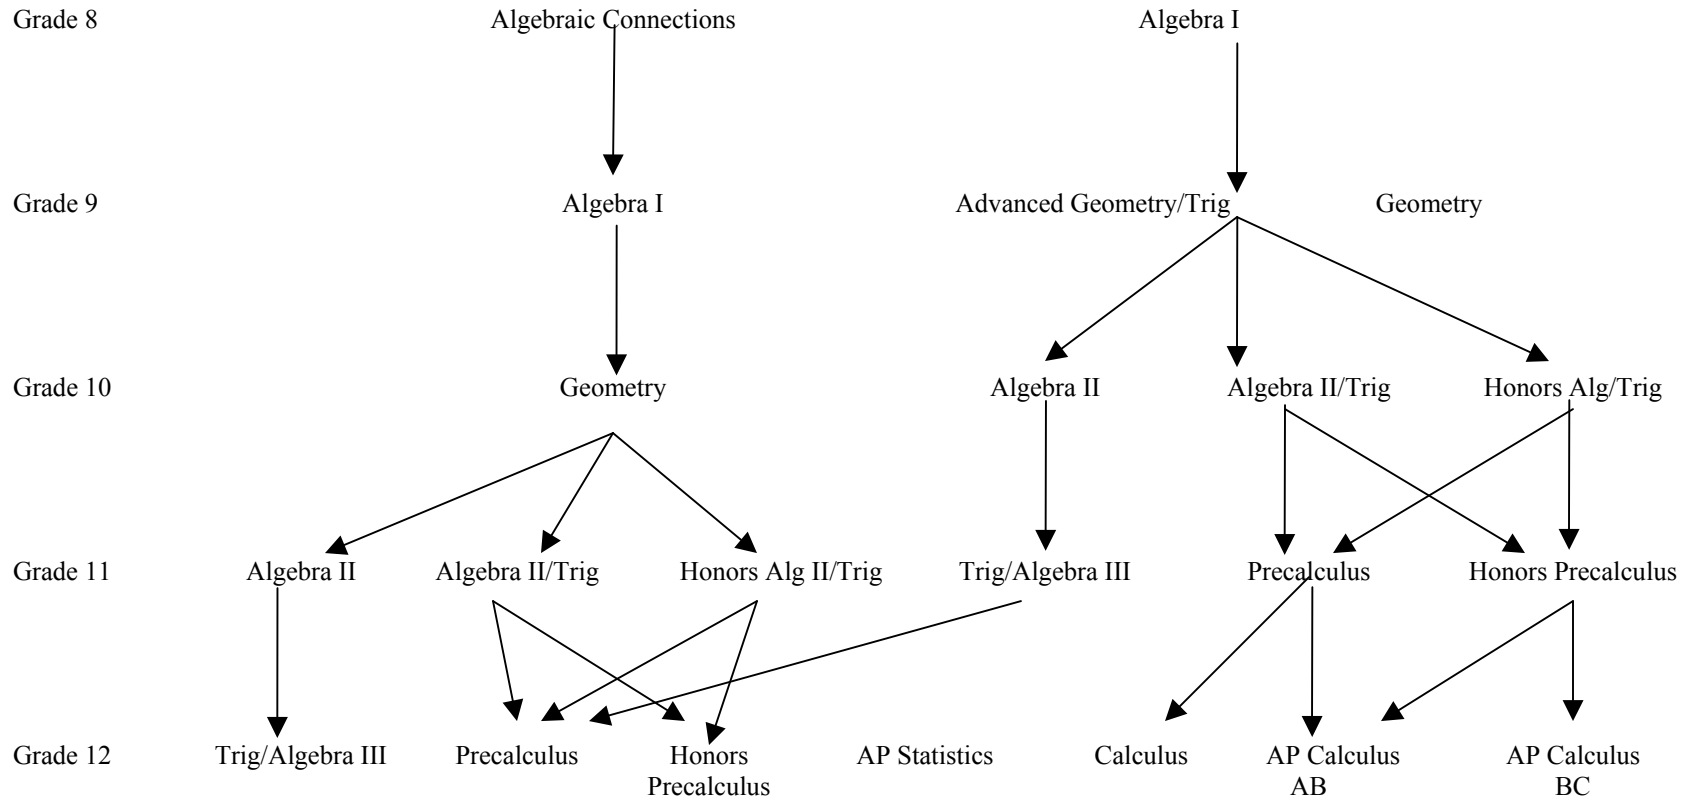 Grade 8 Algebraic Connections Algebra I
Grade 9 Algebra I Advanced Geometry/Trig Geometry
Grade 10 Geometry Algebra II Algebra II/Trig Honors Alg/Trig
Grade 11 Algebra II Algebra II/Trig Honors Alg II/Trig Trig/Algebra III Precalculus Honors Precalculus
Grade 12 Trig/Algebra III Precalculus Honors AP Statistics Calculus AP Calculus AP Calculus
Precalculus AB BC